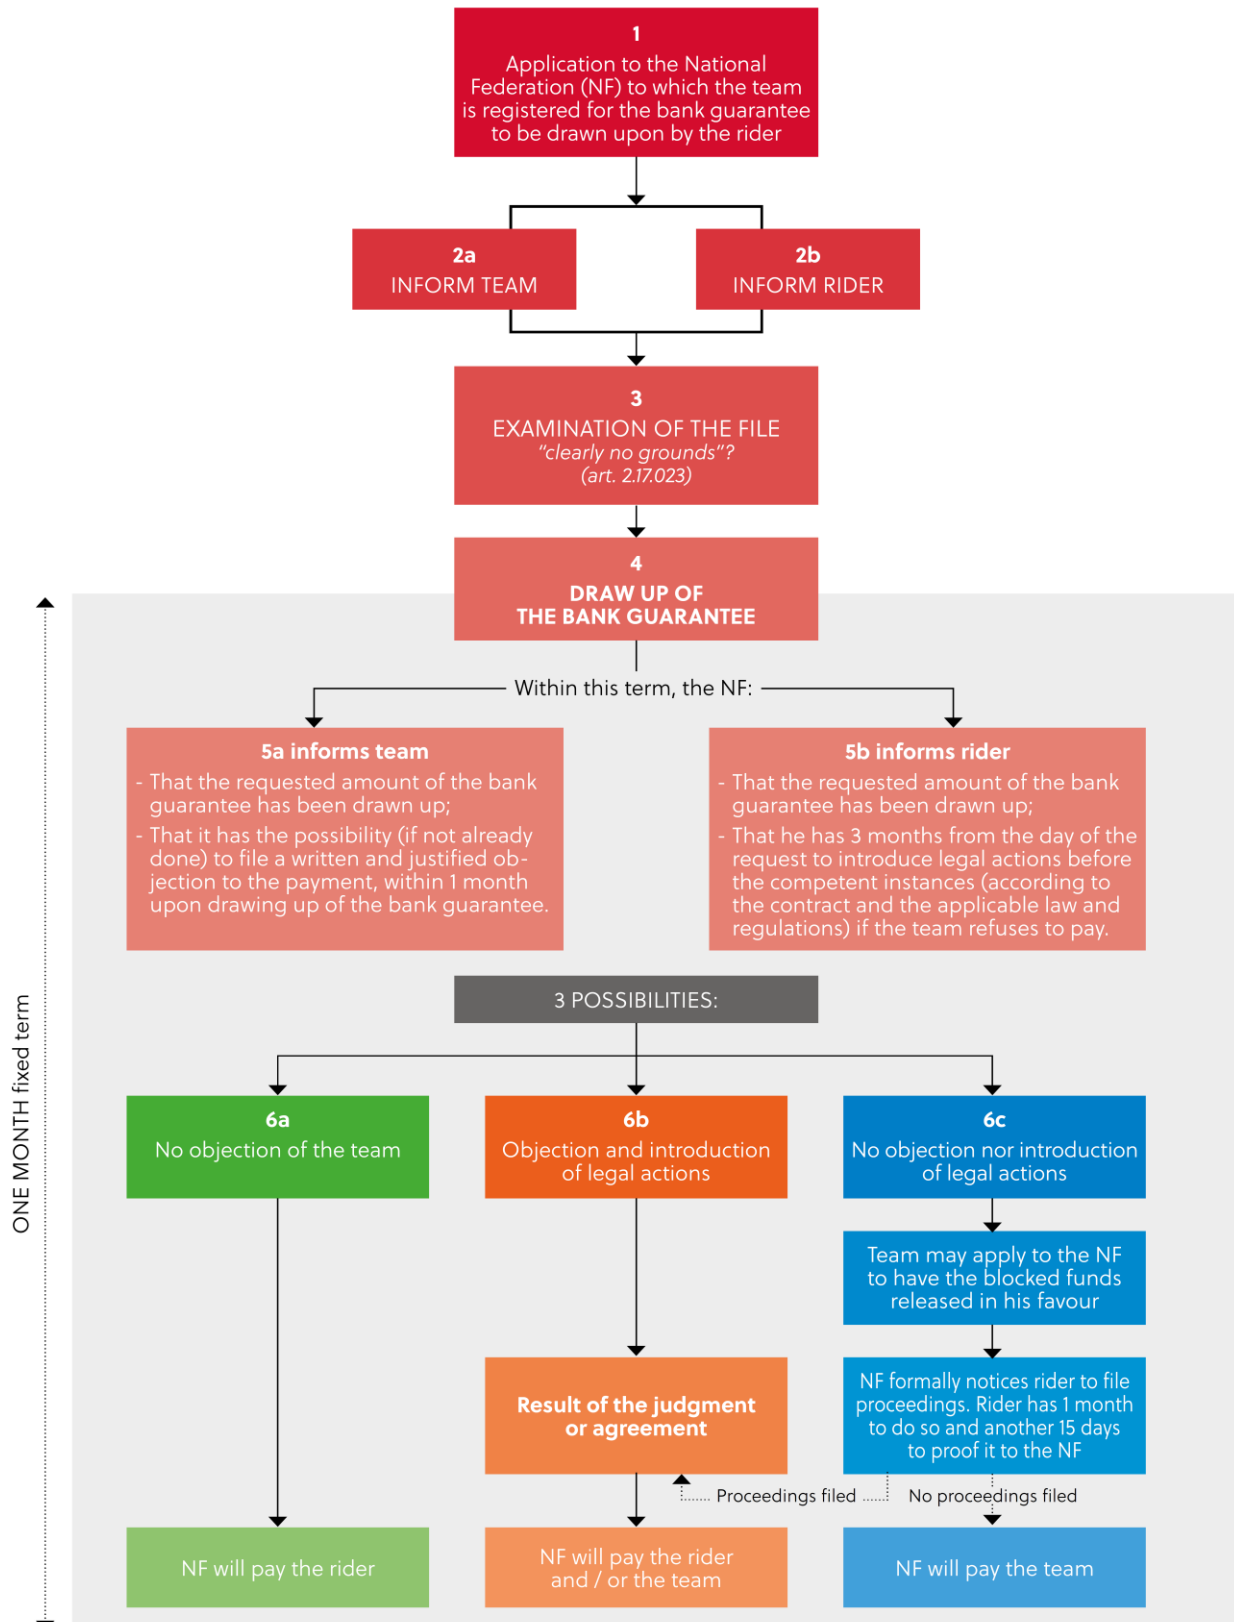 1
Application to the National
Federation (NF) to which the team
is registered for the bank guarantee
to be drawn upon by the rider
2a
INFORM TEAM
2b
INFORM RIDER
3
EXAMINATION OF THE FILE
“clearly no grounds”?
(art. 2.17.023)
4
DRAW UP OF
THE BANK GUARANTEE
ONE MONTH fixed term
Within this term, the NF:
5a informs team
- That the requested amount of the bank
guarantee has been drawn up;
- That it has the possibility (if not already
done) to file a written and justified ob-
jection to the payment, within 1 month
upon drawing up of the bank guarantee.
5b informs rider
- That the requested amount of the bank
guarantee has been drawn up;
- That he has 3 months from the day of the
request to introduce legal actions before
the competent instances (according to
the contract and the applicable law and
regulations) if the team refuses to pay.
3 POSSIBILITIES:
6a
No objection of the team
6b
Objection and introduction
of legal actions
6c
No objection nor introduction
of legal actions
Team may apply to the NF
to have the blocked funds
released in his favour
Result of the judgment
or agreement
NF formally notices rider to file
proceedings. Rider has 1 month
to do so and another 15 days
to proof it to the NF
Proceedings filed
No proceedings filed
NF will pay the rider
NF will pay the rider
and / or the team
NF will pay the team